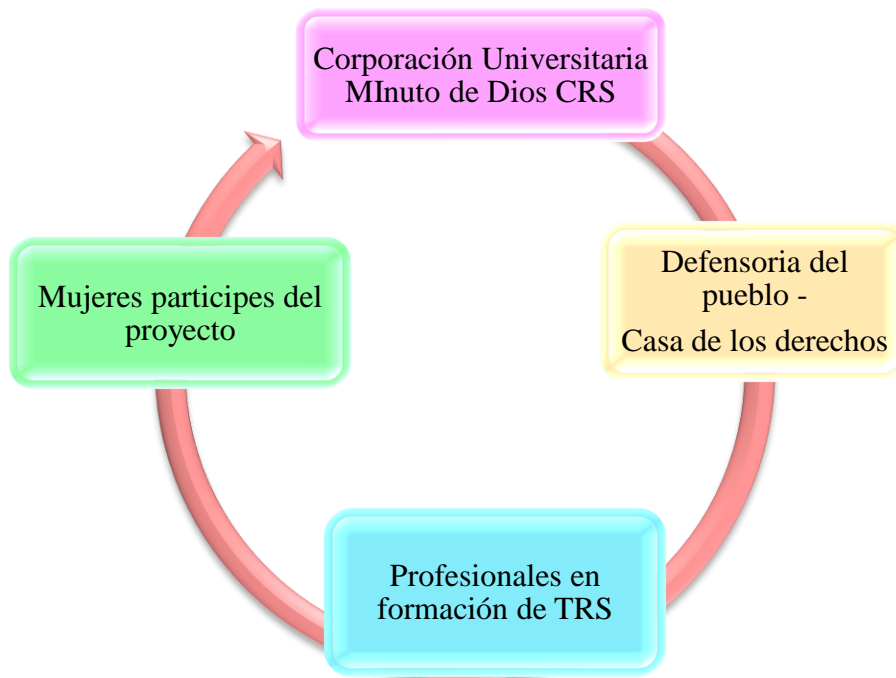 Corporación Universitaria
MInuto de Dios CRS
Defensoria del
pueblo -
Casa de los derechos
Profesionales en
formación de TRS
Mujeres participes del
proyecto